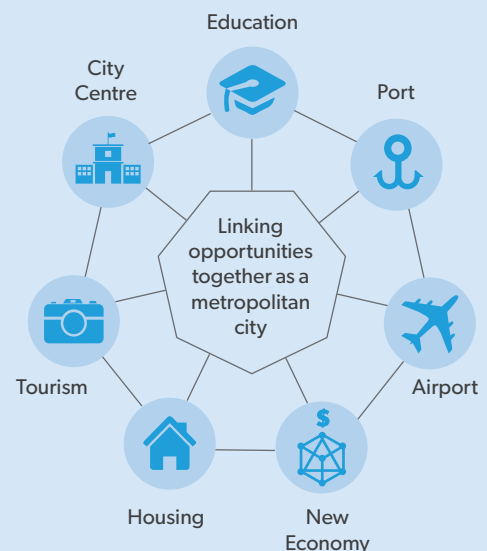 Education
City
Centre
Port
Linking
opportunities
together as a
metropolitan
city
Tourism
Airport
$
Housing
New
Economy